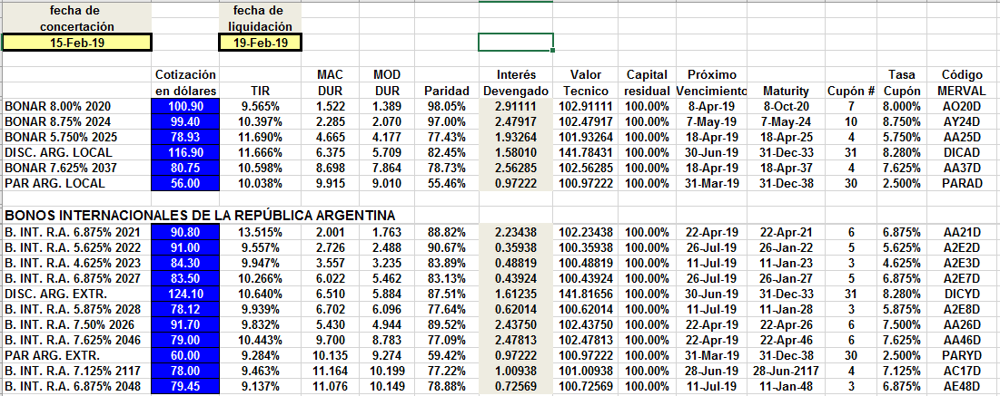 fecha de fecha de
concertación liquidación
15-Feb-19 19-Feb-19
Cotización MAC MOD Interés Valor Capital Próximo Tasa Código
en dólares TIR DUR DUR Paridad Devengado Tecnico residual Vencimiento Maturity Cupón # Cupón MERVAL
BONAR 8.00% 2020 100.90 9.565% 1.522 1.389 98.05% 2.91111 102.91111 100.00% 8-Apr-19 8-Oct-20 7 8.000% AO20D
BONAR 8.75% 2024 99.40 10.397% 2.285 2.070 97.00% 2.47917 102.47917 100.00% 7-May-19 7-May-24 10 8.750% AY24D
BONAR 5.750% 2025 78.93 11.690% 4.665 4.177 77.43% 1.93264 101.93264 100.00% 18-Apr-19 18-Apr-25 4 5.750% AA25D
DISC. ARG. LOCAL 116.90 11.666% 6.375 5.709 82.45% 1.58010 141.78431 100.00% 30-Jun-19 31-Dec-33 31 8.280% DICAD
BONAR 7.625% 2037 80.75 10.598% 8.698 7.864 78.73% 2.56285 102.56285 100.00% 18-Apr-19 18-Apr-37 4 7.625% AA37D
PAR ARG. LOCAL 56.00 10.038% 9.915 9.010 55.46% 0.97222 100.97222 100.00% 31-Mar-19 31-Dec-38 30 2.500% PARAD
BONOS INTERNACIONALES DE LA REPÚBLICA ARGENTINA
B. INT. R.A. 6.875% 2021 90.80 13.515% 2.001 1.763 88.82% 2.23438 102.23438 100.00% 22-Apr-19 22-Apr-21 6 6.875% AA21D
B. INT. R.A. 5.625% 2022 91.00 9.557% 2.726 2.488 90.67% 0.35938 100.35938 100.00% 26-Jul-19 26-Jan-22 5 5.625% A2E2D
B. INT. R.A. 4.625% 2023 84.30 9.947% 3.557 3.235 83.89% 0.48819 100.48819 100.00% 11-Jul-19 11-Jan-23 3 4.625% A2E3D
B. INT. R.A. 6.875% 2027 83.50 10.266% 6.022 5.462 83.13% 0.43924 100.43924 100.00% 26-Jul-19 26-Jan-27 5 6.875% A2E7D
DISC. ARG. EXTR. 124.10 10.640% 6.510 5.884 87.51% 1.61235 141.81656 100.00% 30-Jun-19 31-Dec-33 31 8.280% DICYD
B. INT. R.A. 5.875% 2028 78.12 9.939% 6.702 6.096 77.64% 0.62014 100.62014 100.00% 11-Jul-19 11-Jan-28 3 5.875% A2E8D
B. INT. R.A. 7.50% 2026 91.70 9.832% 5.430 4.944 89.52% 2.43750 102.43750 100.00% 22-Apr-19 22-Apr-26 6 7.500% AA26D
B. INT. R.A. 7.625% 2046 79.00 10.443% 9.700 8.783 77.09% 2.47813 102.47813 100.00% 22-Apr-19 22-Apr-46 6 7.625% AA46D
PAR ARG. EXTR. 60.00 9.284% 10.135 9.274 59.42% 0.97222 100.97222 100.00% 31-Mar-19 31-Dec-38 30 2.500% PARYD
B. INT. R.A. 7.125% 2117 78.00 9.463% 11.164 10.199 77.22% 1.00938 101.00938 100.00% 28-Jun-19 28-Jun-2117 4 7.125% AC17D
B. INT. R.A. 6.875% 2048 79.45 9.137% 11.076 10.149 78.88% 0.72569 100.72569 100.00% 11-Jul-19 11-Jan-48 3 6.875% AE48D